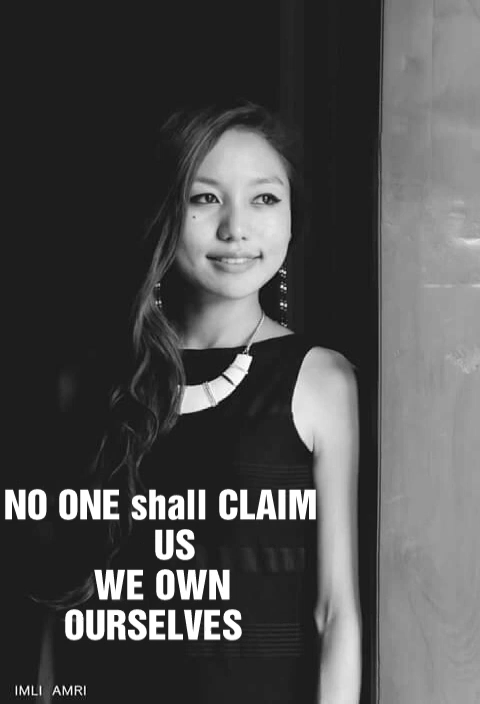 NO ONE shall CLAIM
US
WE OWN
OURSELVES
IMLI AMRI